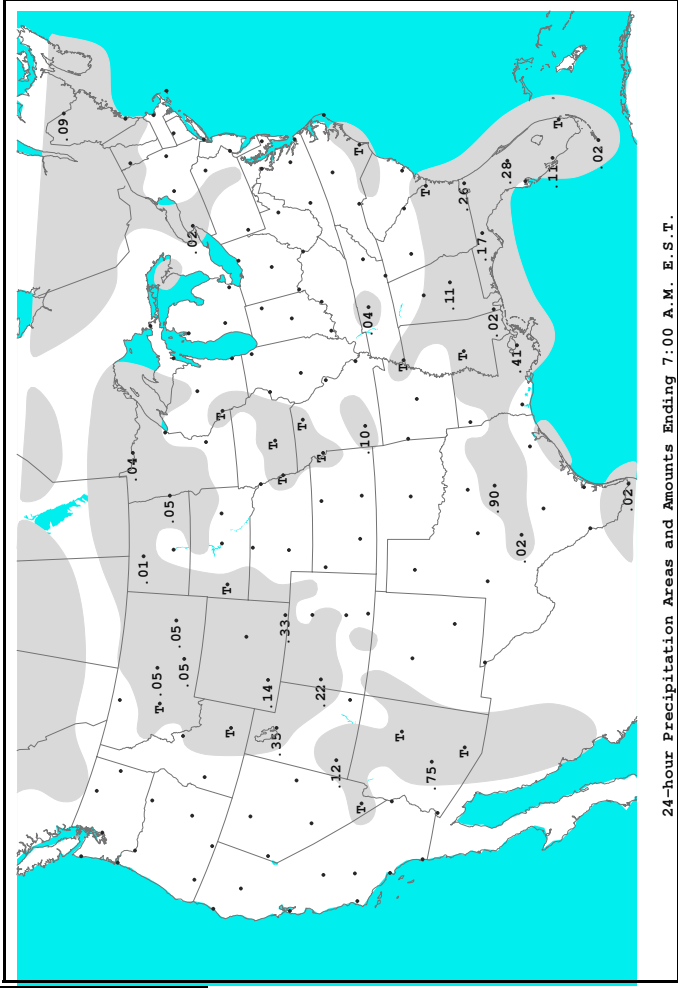 .09
.04
.01
T .05
.05
.05
.05
.02
T
T
T
.14
T
.35
T
.33
T
.22
T
.12
T
T
.10
.04
T
T
T
.75
.11
T
.26
T
.17
.02
.90
.28
.41
.02
.11
T
.02
.02
24-hour Precipitation Areas and Amounts Ending 7:00 A.M. E.S.T.